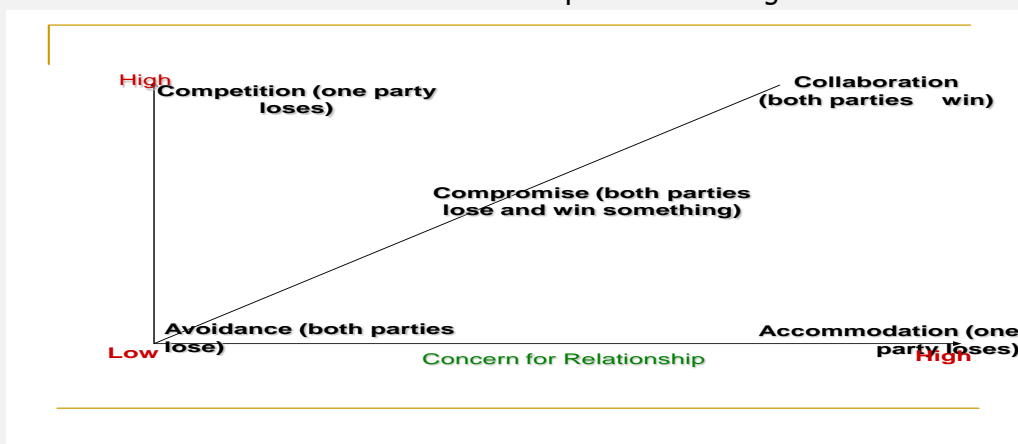 High
Competition (one party
loses)
Collaboration
(both parties win)
Compromise (both parties
lose and win something)
Avoidance (both parties
lose)
Low
Concern for Relationship
Accommodation (one
party loses)
High